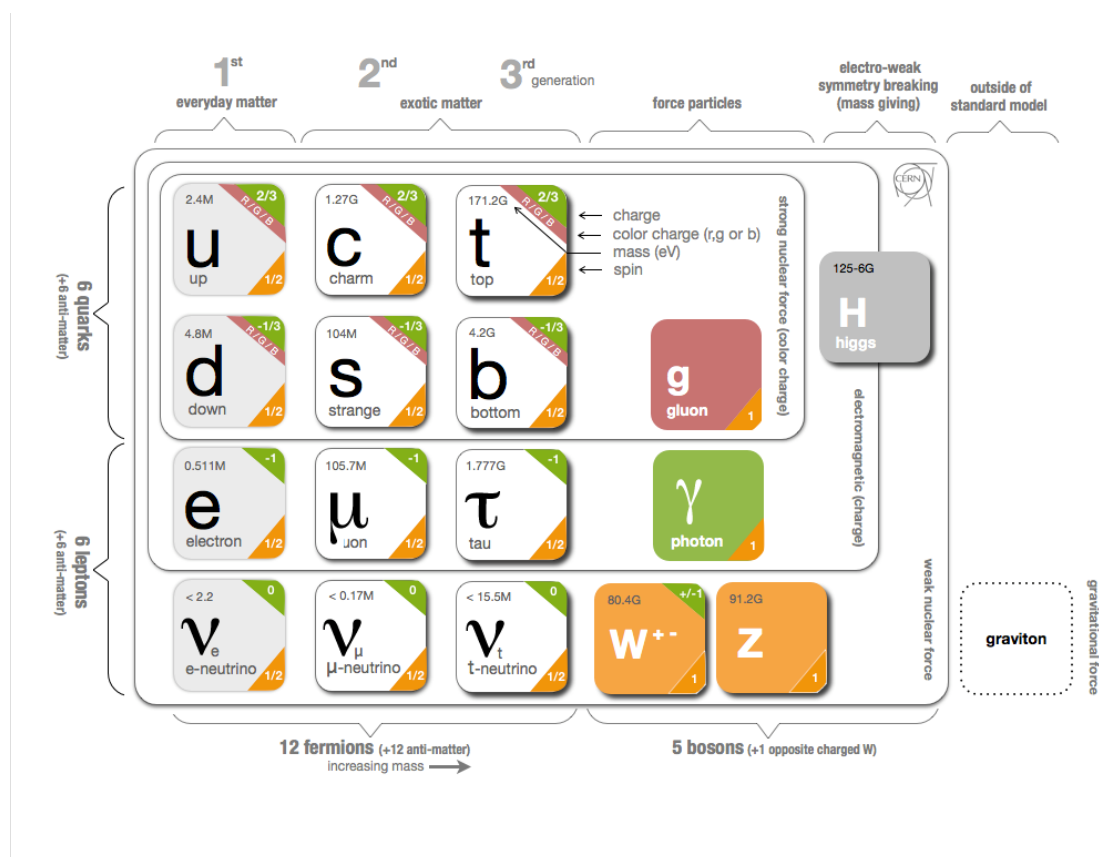 1st
2nd
3rd generation
everyday matter
exotic matter
force particles
electro-weak
symmetry breaking
(mass giving)
outside of
standard model
6 quarks
(+6 anti-matter)
2.4M
2/3
R/G/B
u
up
1/2
1.27G
2/3
R/G/B
c
charm
1/2
171.2G
2/3
R/G/B
t
top
1/2
charge
color charge (r,g or b)
mass (eV)
spin
strong nuclear force (color charge)
CERN
125-6G
H
higgs
4.8M
-1/3
R/G/B
d
down
1/2
104M
-1/3
R/G/B
s
strange
1/2
4.2G
-1/3
R/G/B
b
bottom
1/2
g
gluon
1
electromagnetic (charge)
6 leptons
(+6 anti-matter)
0.511M
-1
e
electron
1/2
105.7M
-1
μ
uon
1/2
1.777G
-1
τ
tau
1/2
γ
photon
1
weak nuclear foroe
< 2.2
0
νe
e-neutrino
1/2
< 0.17M
0
νμ
μ-neutrino
1/2
< 15.5M
0
νt
t-neutrino
1/2
80.4G
+/-1
W+-
1
91.2G
Z
1
graviton
gravitational force
12 fermions (+12 anti-matter)
increasing mass
5 bosons (+1 opposite charged W)